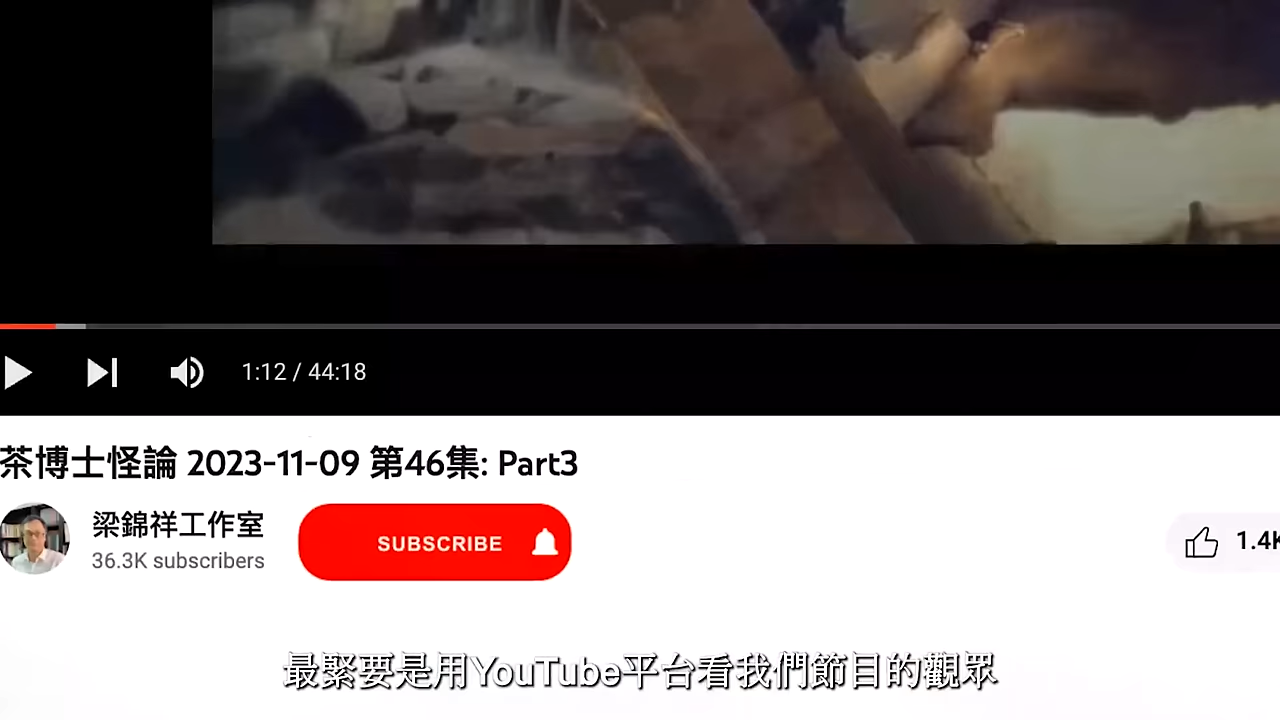 1:12 / 44:18
茶博士怪論 2023-11-09 第46集: Part3
梁錦祥工作室
36.3K subscribers
SUBSCRIBE
1.4K
最緊要是用YouTube平台看我們節目的觀眾